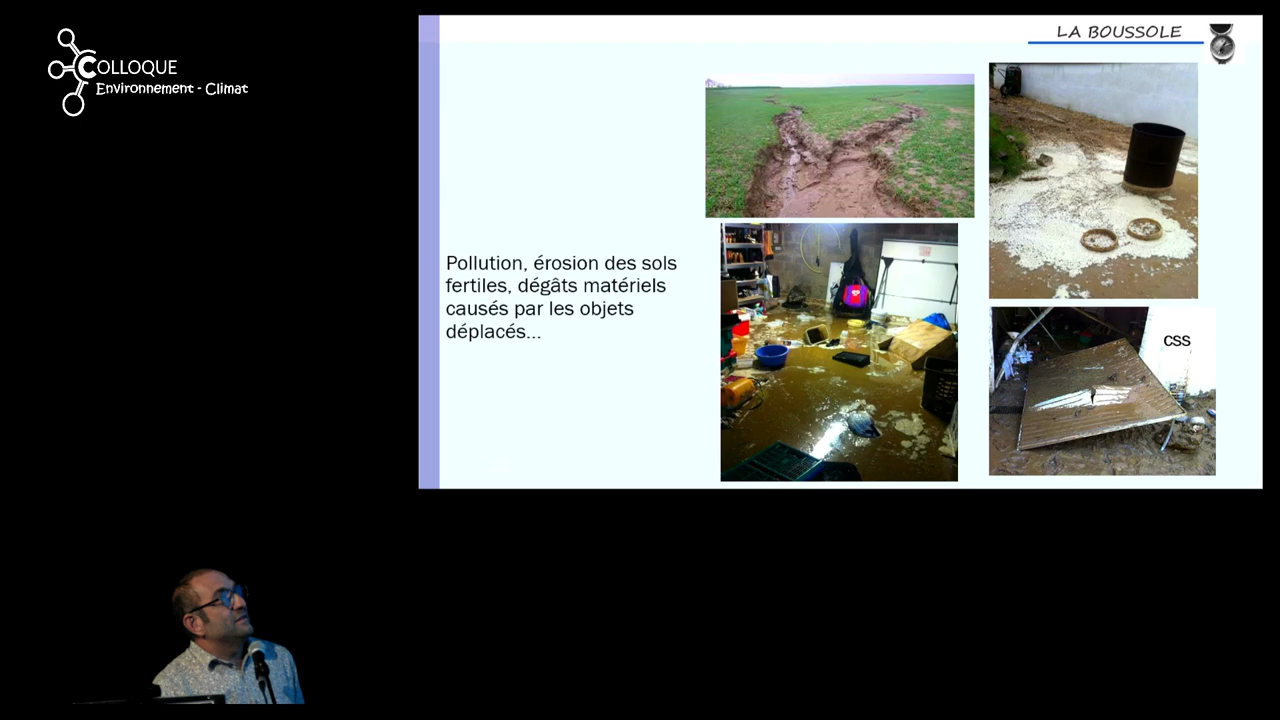 COLLOQUE
Environnement - Climat
LA BOUSSOLE
Pollution, érosion des sols
fertiles, dégâts matériels
causés par les objets
déplacés...
CSS